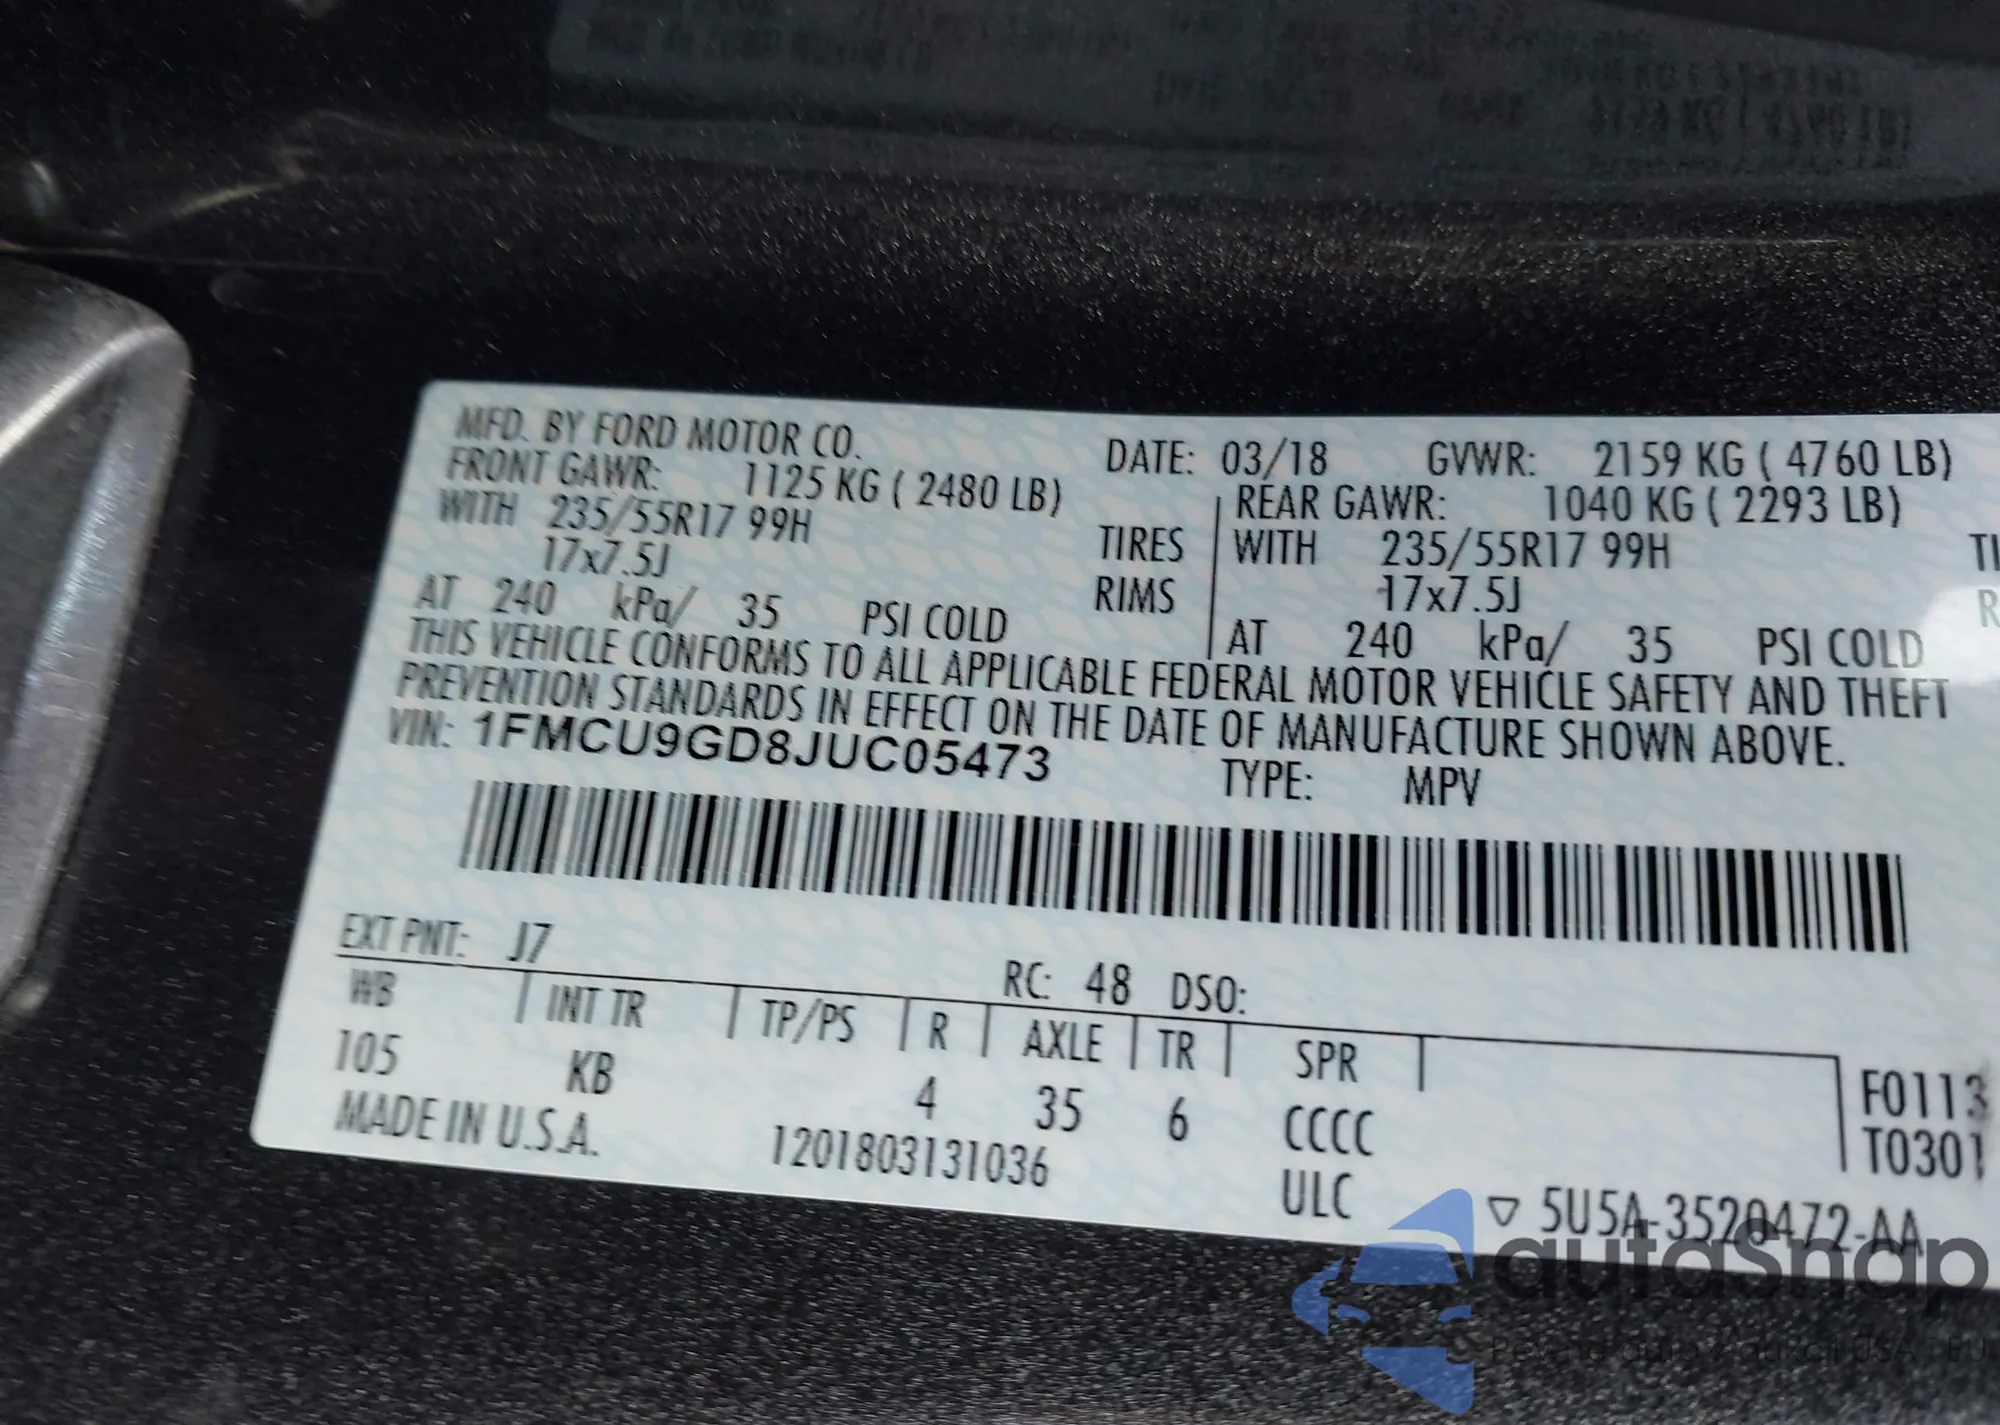 MFD. BY FORD MOTOR CO. DATE: 03/18 GVWR: 2159 KG ( 4760 LB)
FRONT GAWR: 1125 KG ( 2480 LB) REAR GAWR: 1040 KG ( 2293 LB)
WITH 235/55R17 99H TIRES WITH 235/55R17 99H TI
17x7.5J RIMS 17x7.5J R
AT 240 kPa/ 35 PSI COLD AT 240 kPa/ 35 PSI COLD
THIS VEHICLE CONFORMS TO ALL APPLICABLE FEDERAL MOTOR VEHICLE SAFETY AND THEFT
PREVENTION STANDARDS IN EFFECT ON THE DATE OF MANUFACTURE SHOWN ABOVE.
VIN: 1FMCU9GD8JUC05473 TYPE: MPV
EXT PNT: J7 RC: 48 DSO:
WB INT TR TP/PS R AXLE TR SPR
105 KB 4 35 6 CCCC F0113
MADE IN U.S.A. 1201803131036 ULC T0301
▽ 5U5A-3520472-AA
autoSnap